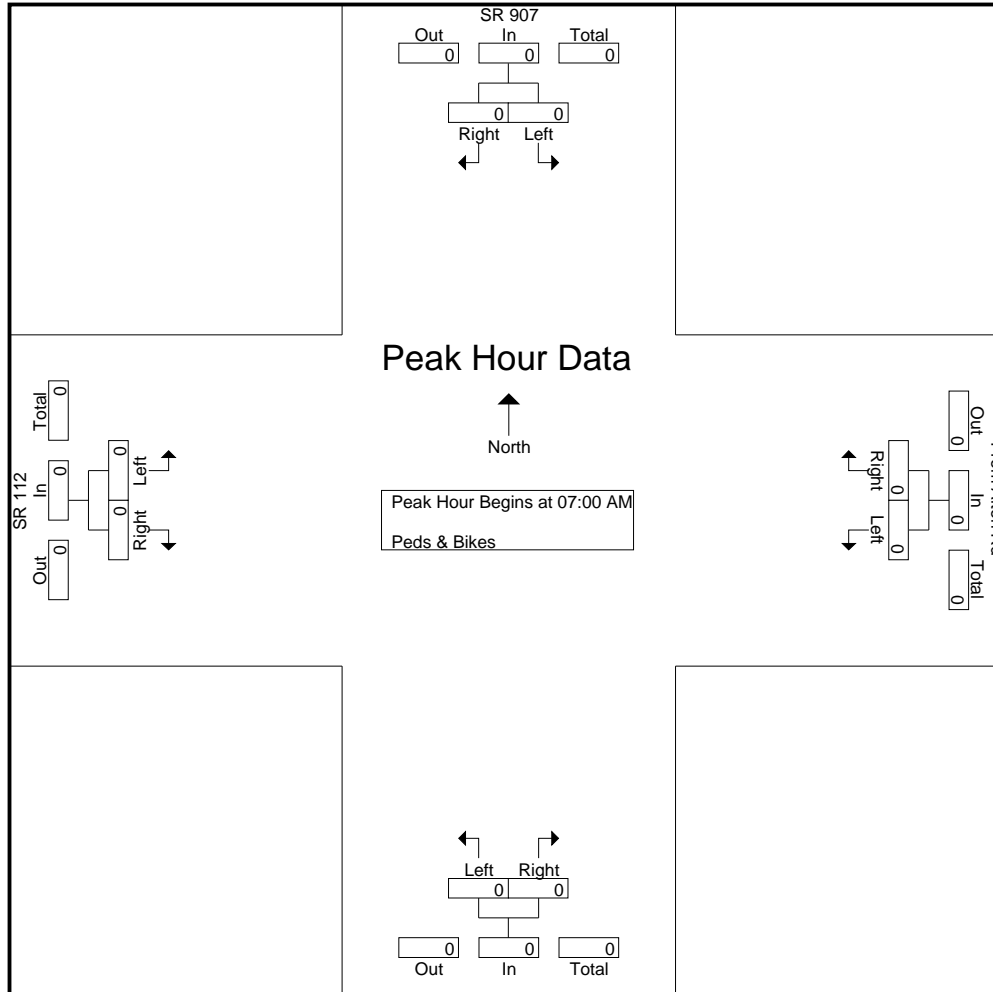 SR 907
Out In Total
0 0 0
0 0
Right Left
Peak Hour Data
North
Peak Hour Begins at 07:00 AM
Peds & Bikes
SR 112
Out In Total
0 0 0
Right Left
0 0
Out In Total
0 0 0
Right Left
0 0
Left Right
0 0
0 0 0
Out In Total